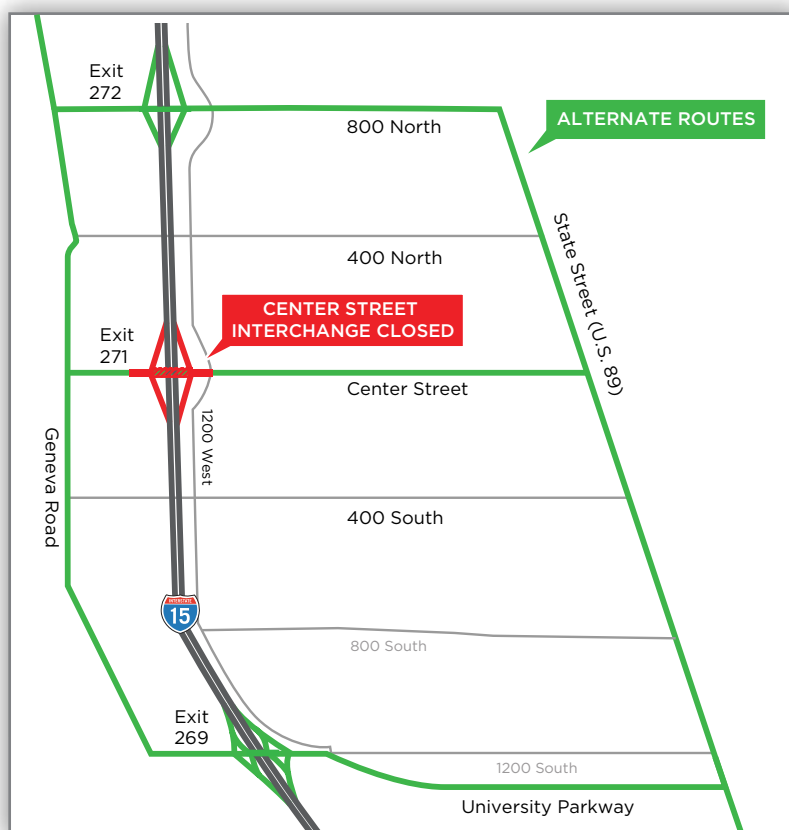 Exit
272
800 North
ALTERNATE ROUTES
State Street (U.S. 89)
400 North
CENTER STREET
INTERCHANGE CLOSED
Exit
271
Center Street
1200 West
Geneva Road
400 South
INTERSTATE
15
800 South
Exit
269
1200 South
University Parkway